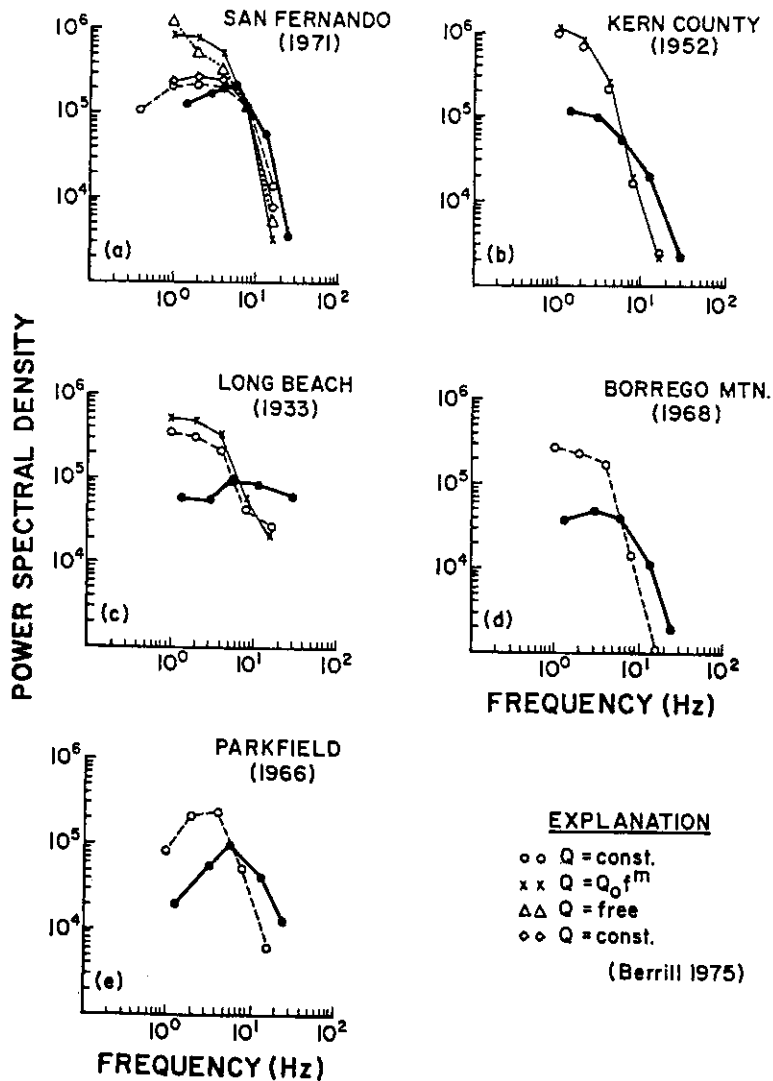 SAN FERNANDO
(1971)
10⁶
10⁵
10⁴
(a)
10⁰ 10¹ 10²
KERN COUNTY
(1952)
10⁶
10⁵
10⁴
(b)
10⁰ 10¹ 10²
POWER SPECTRAL DENSITY
LONG BEACH
(1933)
10⁶
10⁵
10⁴
(c)
10⁰ 10¹ 10²
BORREGO MTN.
(1968)
10⁶
10⁵
10⁴
(d)
10⁰ 10¹ 10²
FREQUENCY (Hz)
PARKFIELD
(1966)
10⁶
10⁵
10⁴
(e)
10⁰ 10¹ 10²
FREQUENCY (Hz)
EXPLANATION
Q = const.
Q = Q₀fᵐ
Q = free
Q = const.
(Berrill 1975)